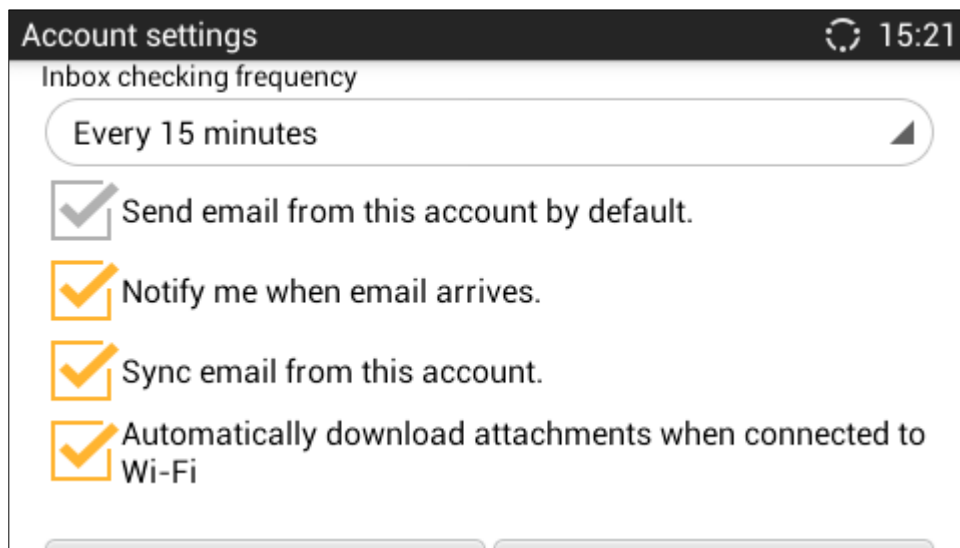 Account settings 15:21
Inbox checking frequency
Every 15 minutes
Send email from this account by default.
Notify me when email arrives.
Sync email from this account.
Automatically download attachments when connected to
Wi-Fi